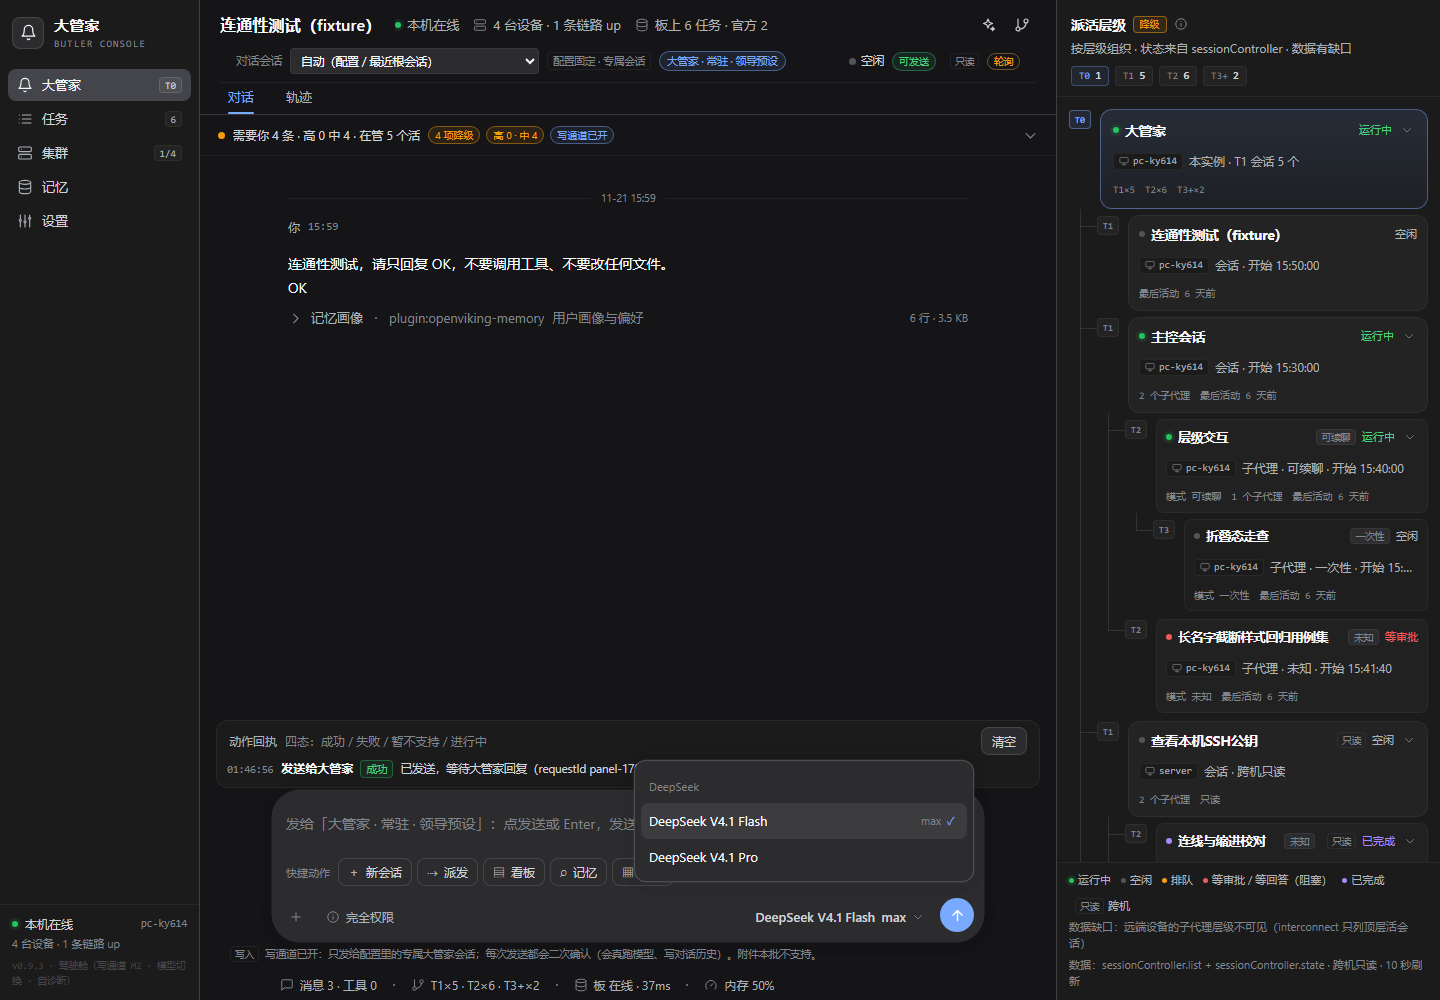 大管家
BUTLER CONSOLE
大管家 T0
任务 6
集群 1/4
记忆
设置
本机在线 pc-ky614
4 台设备 · 1 条链路 up
v0.9.3 · 驾驶舱（写通道 M2 · 模型切换 · 自诊断）
连通性测试（fixture） 本机在线 4 台设备 · 1 条链路 up 板上 6 任务 · 官方 2
对话会话 自动（配置 / 最近根会话） 配置固定 · 专属会话 大管家 · 常驻 · 领导预设 空闲 可发送 只读 轮询
对话 轨迹
需要你 4 条 · 高 0 中 4 · 在管 5 个活 4 项降级 高 0 · 中 4 写通道已开
11-21 15:59
你 15:59
连通性测试，请只回复 OK，不要调用工具、不要改任何文件。
OK
记忆画像 · plugin:openviking-memory 用户画像与偏好 6 行 · 3.5 KB
动作回执 四态：成功 / 失败 / 暂不支持 / 进行中 清空
01:46:56 发送给大管家 成功 已发送，等待大管家回复（requestId panel-17
DeepSeek
DeepSeek V4.1 Flash max ✓
DeepSeek V4.1 Pro
发给「大管家 · 常驻 · 领导预设」：点发送或 Enter，发送
快捷动作 + 新会话 派发 看板 记忆
+ 完全权限 DeepSeek V4.1 Flash max
写入 写通道已开：只发给配置里的专属大管家会话；每次发送都会二次确认（会真跑模型、写对话历史）。附件本批不支持。
消息 3 · 工具 0 · T1×5 · T2×6 · T3+×2 · 板 在线 · 37ms · 内存 50%
派活层级 降级
按层级组织 · 状态来自 sessionController · 数据有缺口
T0 1 T1 5 T2 6 T3+ 2
T0 大管家 运行中
pc-ky614 本实例 · T1 会话 5 个
T1×5 T2×6 T3+×2
T1 连通性测试（fixture） 空闲
pc-ky614 会话 · 开始 15:50:00
最后活动 6 天前
T1 主控会话 运行中
pc-ky614 会话 · 开始 15:30:00
2 个子代理 最后活动 6 天前
T2 层级交互 可续聊 运行中
pc-ky614 子代理 · 可续聊 · 开始 15:40:00
模式 可续聊 1 个子代理 最后活动 6 天前
T3 折叠态走查 一次性 空闲
pc-ky614 子代理 · 一次性 · 开始 15:...
模式 一次性 最后活动 6 天前
T2 长名字截断样式回归用例集 未知 等审批
pc-ky614 子代理 · 未知 · 开始 15:41:40
模式 未知 最后活动 6 天前
T1 查看本机SSH公钥 只读 空闲
server 会话 · 跨机只读
2 个子代理 只读
T2 连线与缩进校对 未知 只读 已完成
运行中 空闲 排队 等审批 / 等回答（阻塞） 已完成
只读 跨机
数据缺口：远端设备的子代理层级不可见（interconnect 只列顶层活会话）
数据：sessionController.list + sessionController.state · 跨机只读 · 10 秒刷新